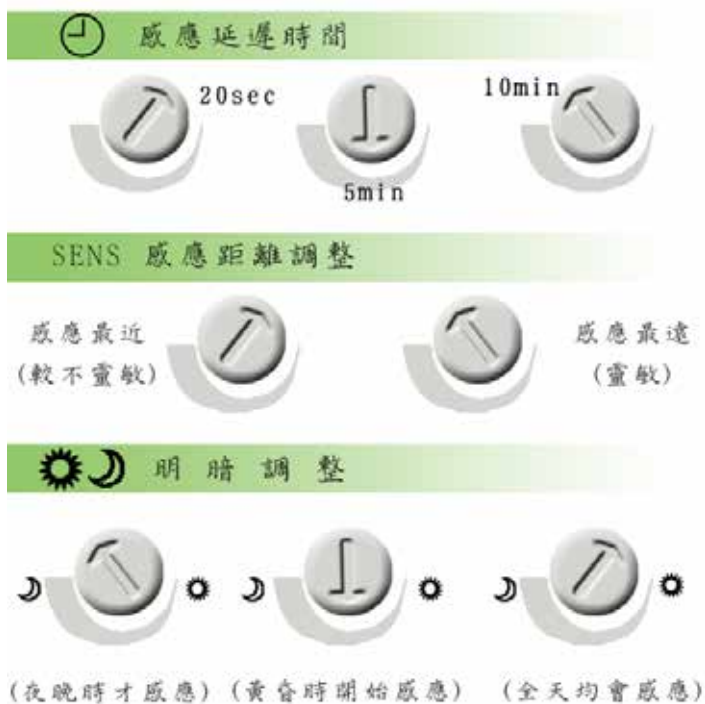 感應延遲時間
20sec
5min
10min
SENS 感應距離調整
感應最近
(較不靈敏)
感應最遠
(靈敏)
明暗調整
(夜晚時才感應) (黃昏時開始感應) (全天均會感應)